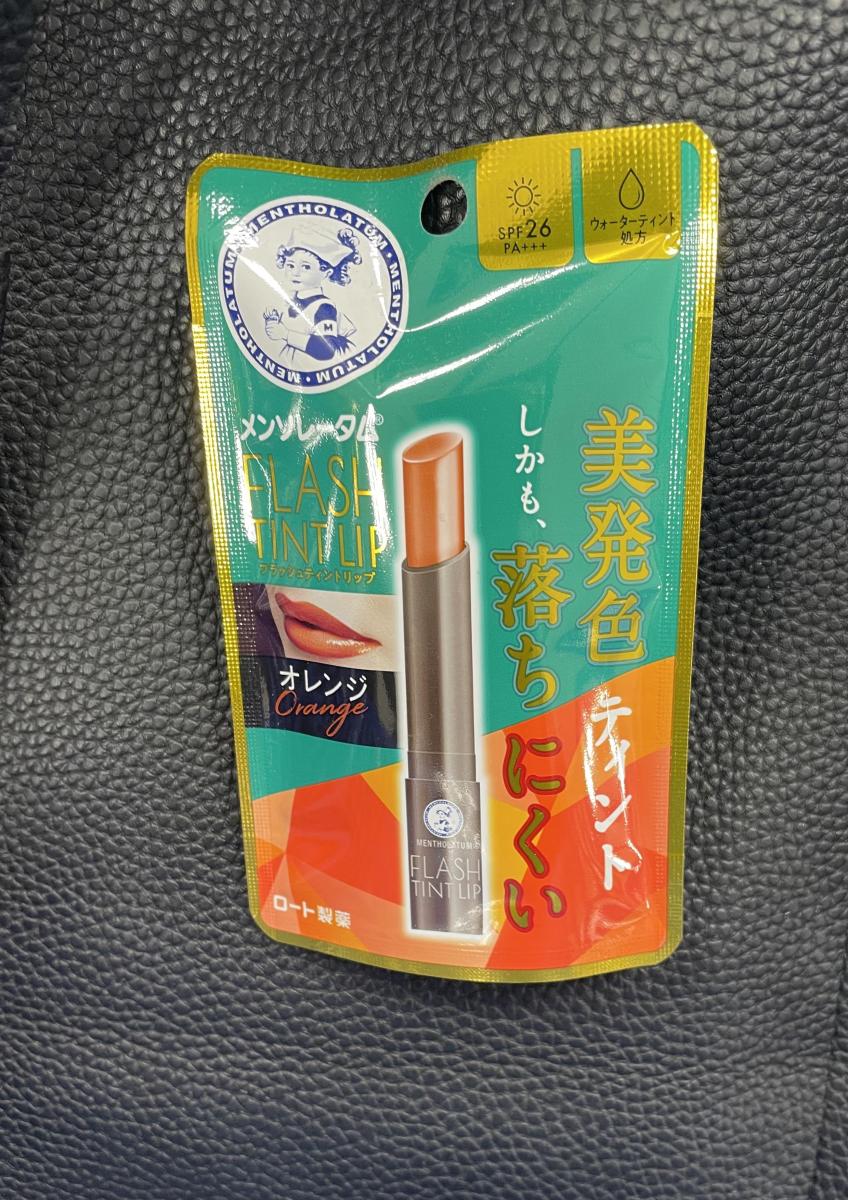 MENTHOLATUM · MENTHOLATUM · MENTHOLATUM ·
M
SPF26
PA+++
ウォーターティント
処方
メンソレータム®
FLASH
TINT LIP
フラッシュティントリップ
オレンジ
Orange
美発色ティント
しかも、落ちにくい
MENTHOLATUM®
FLASH
TINT LIP
ロート製薬